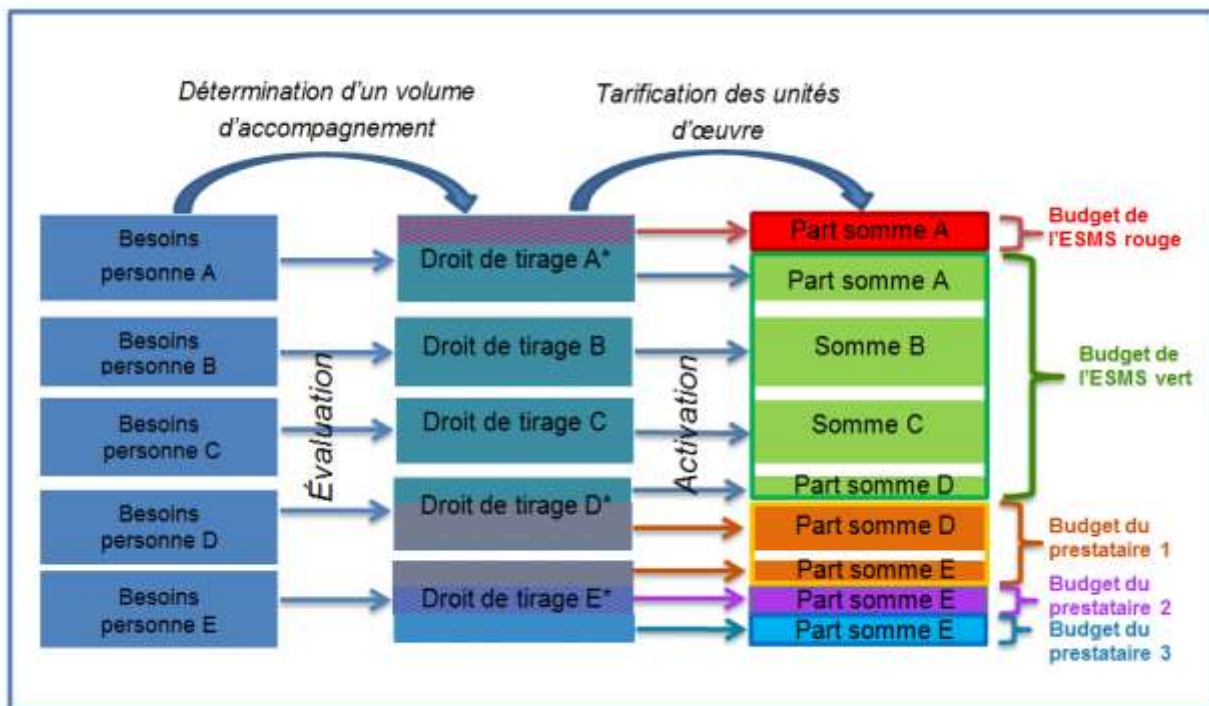 Détermination d'un volume
d'accompagnement
Tarification des unités
d'œuvre
Besoins
personne A
Besoins
personne B
Besoins
personne C
Besoins
personne D
Besoins
personne E
Évaluation
Droit de tirage A*
Droit de tirage B
Droit de tirage C
Droit de tirage D*
Droit de tirage E*
Activation
Part somme A
Part somme A
Somme B
Somme C
Part somme D
Part somme D
Part somme E
Part somme E
Part somme E
Budget de
l'ESMS rouge
Budget de
l'ESMS vert
Budget du
prestataire 1
Budget du
prestataire 2
Budget du
prestataire 3